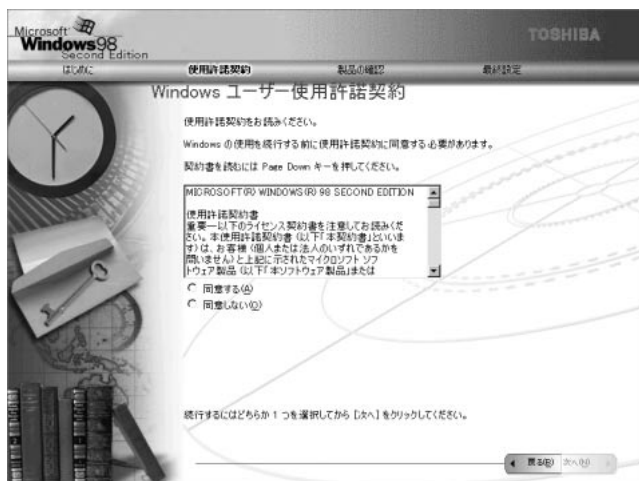 Microsoft
Windows98
Second Edition
TOSHIBA
はじめに 使用許諾契約 製品の確認 最終設定
Windows ユーザー使用許諾契約
使用許諾契約をお読みください。
Windows の使用を続行する前に使用許諾契約に同意する必要があります。
契約書を読むには Page Down キーを押してください。
MICROSOFT(R) WINDOWS(R) 98 SECOND EDITION
使用許諾契約書
重要―以下のライセンス契約書を注意してお読みくだ
さい。本使用許諾契約書 (以下｢本契約書｣といいま
す) は、お客様 (個人または法人のいずれであるかを
問いません) と上記に示されたマイクロソフト ソフ
トウェア製品 (以下｢本ソフトウェア製品｣または
同意する(A)
同意しない(D)
続行するにはどちらか 1 つを選択してから [次へ] をクリックしてください。
戻る(B) 次へ(N)